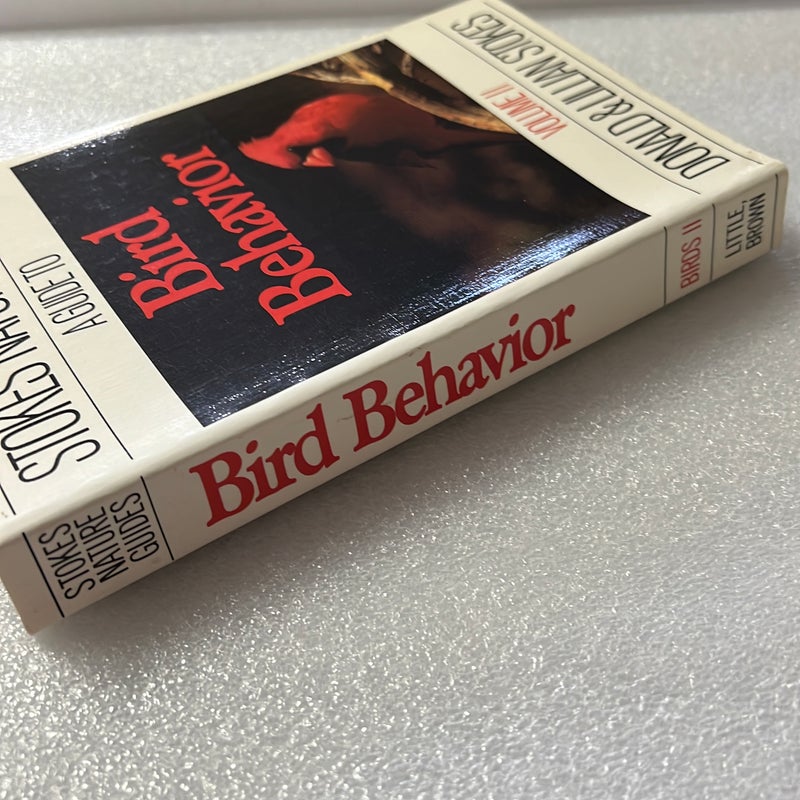 STOKES NATU
A GUIDE TO
Bird
Behavior
VOLUME II
DONALD & LILLIAN STOKES
STOKES
NATURE
GUIDES
Bird Behavior
BIRDS II
LITTLE,
BROWN